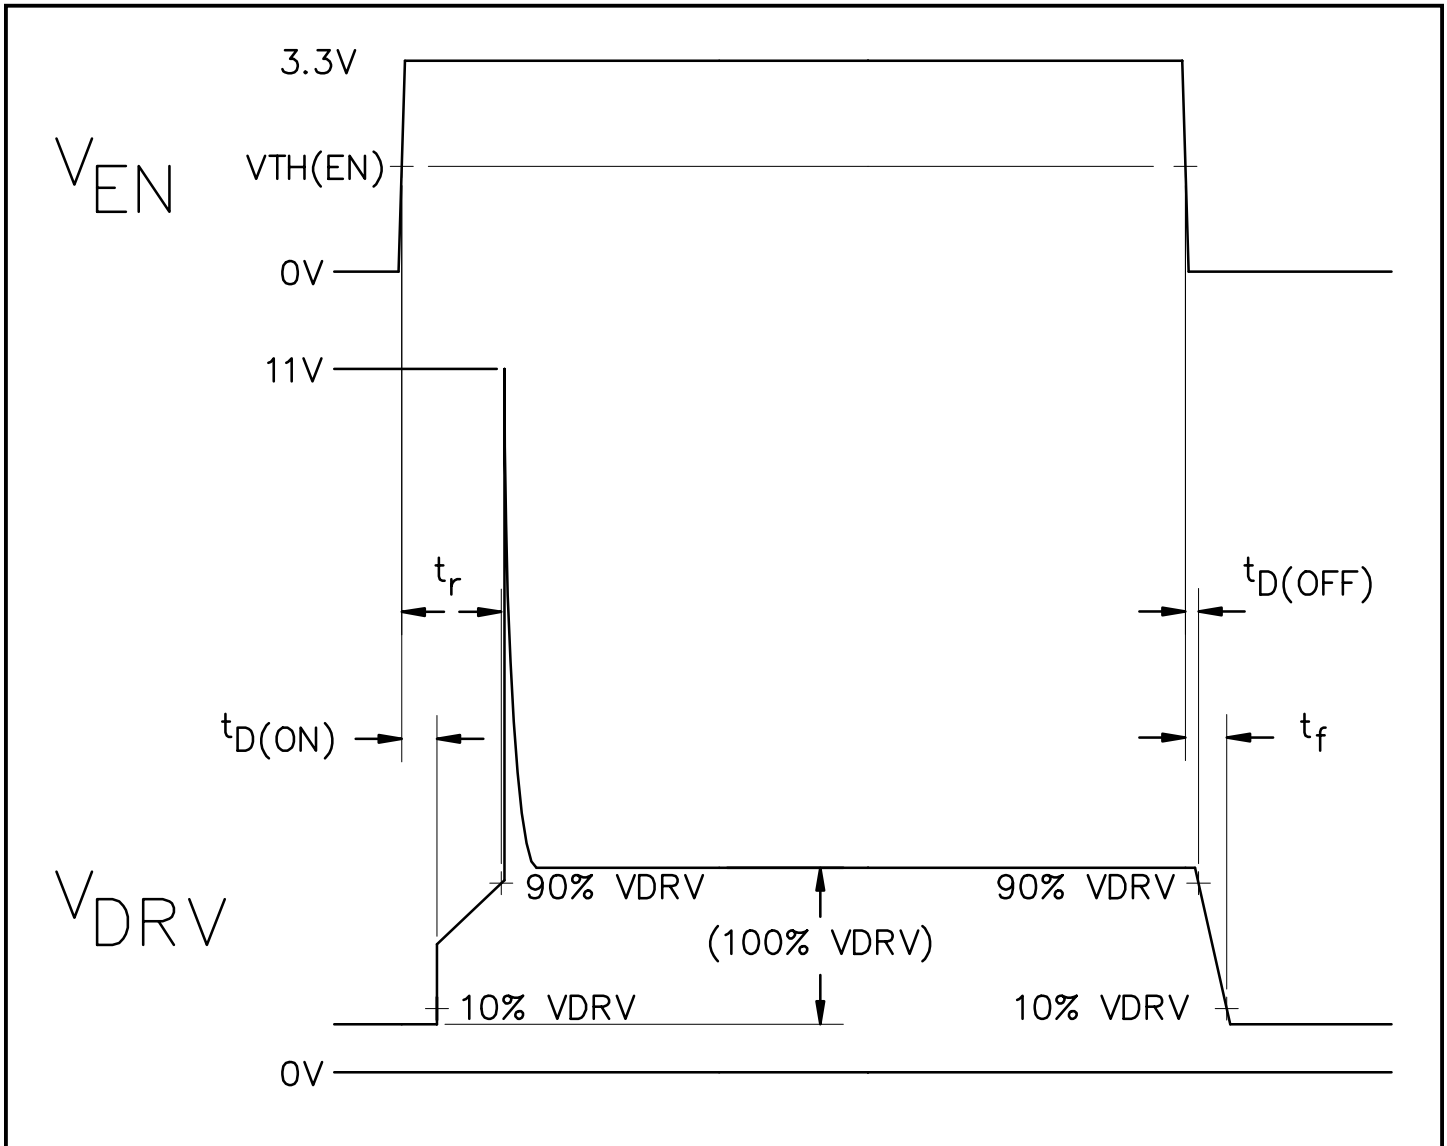 3.3V
VEN
VTH(EN)
0V
11V
tr
tD(OFF)
tD(ON)
tf
VDRV
90% VDRV
90% VDRV
(100% VDRV)
10% VDRV
10% VDRV
0V